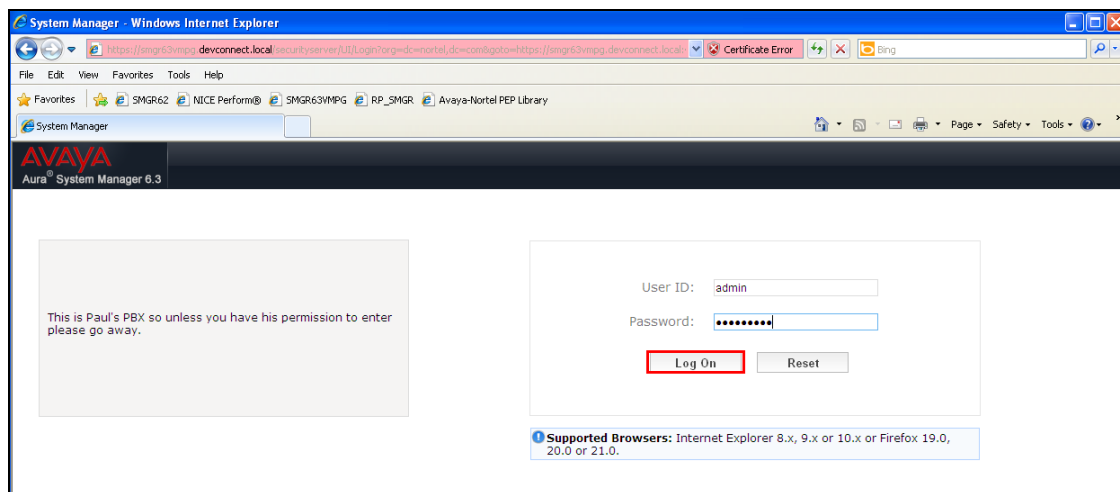 System Manager - Windows Internet Explorer
https://smgr63vmpg.devconnect.local/securityserver/UI/Login?org=dc=nortel,dc=com&goto=https://smgr63vmpg.devconnect.local:
Certificate Error
Bing
File Edit View Favorites Tools Help
Favorites SMGR62 NICE Perform® SMGR63VMPG RP_SMGR Avaya-Nortel PEP Library
System Manager
Page Safety Tools
AVAYA
Aura® System Manager 6.3
This is Paul's PBX so unless you have his permission to enter
please go away.
User ID: admin
Password: •••••••••
Log On Reset
Supported Browsers: Internet Explorer 8.x, 9.x or 10.x or Firefox 19.0,
20.0 or 21.0.